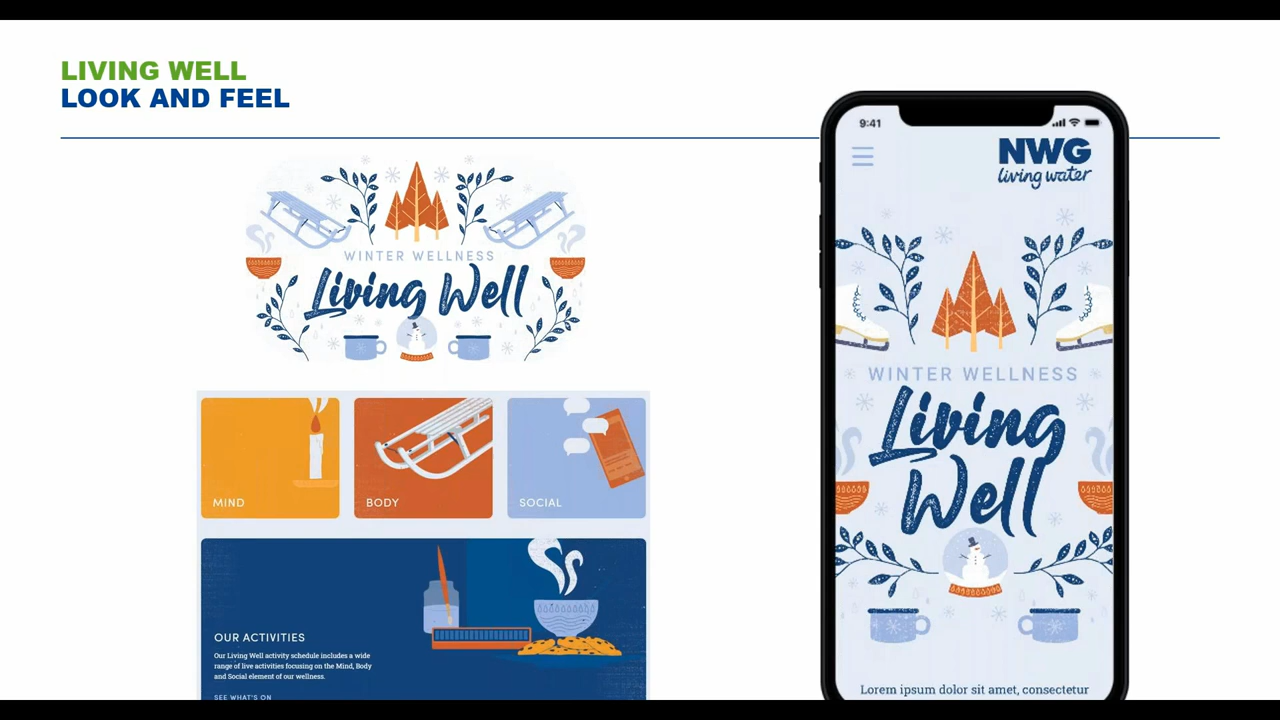 LIVING WELL
LOOK AND FEEL
WINTER WELLNESS
Living Well
MIND
BODY
SOCIAL
OUR ACTIVITIES
Our Living Well activity schedule includes a wide
range of live activities focusing on the Mind, Body
and Social element of our wellness.
SEE WHAT'S ON
9:41
NWG
living water
WINTER WELLNESS
Living
Well
Lorem ipsum dolor sit amet, consectetur